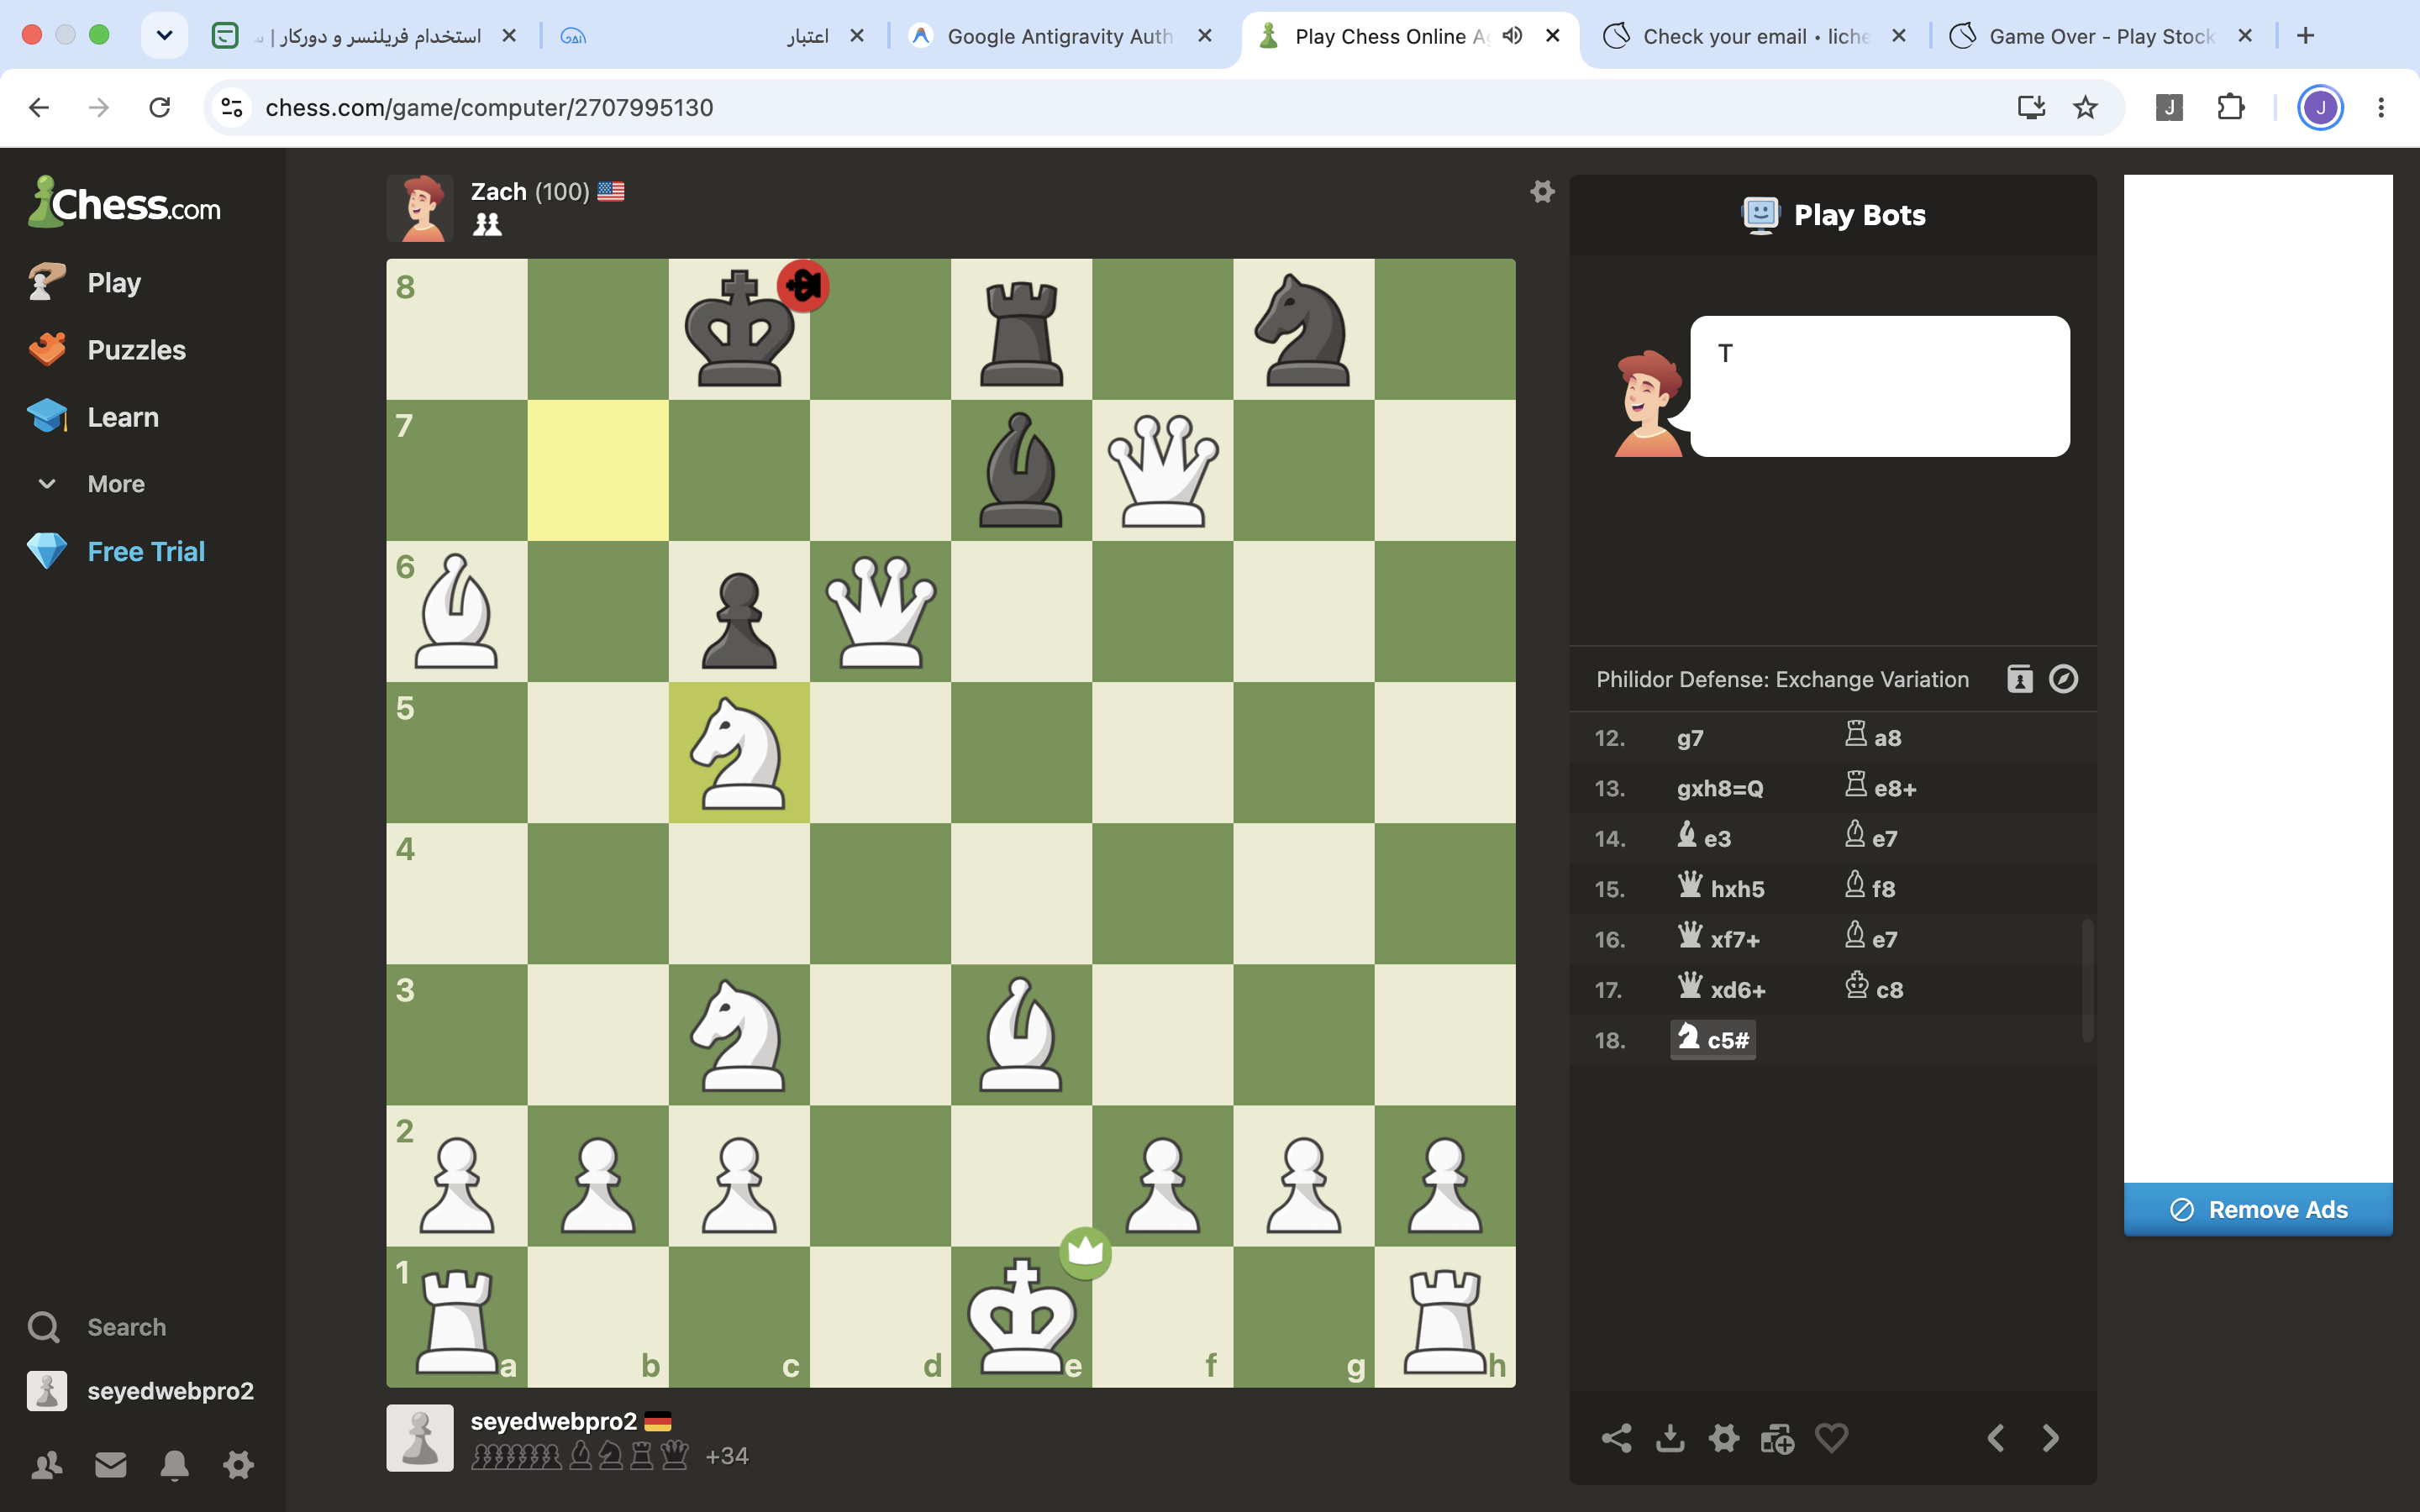 استخدام فریلنسر و دورکار |
اعتبار
Google Antigravity Auth
Play Chess Online Ag
Check your email • liche
Game Over - Play Stock
chess.com/game/computer/2707995130
J
J
Chess.com
Play
Puzzles
Learn
More
Free Trial
Search
seyedwebpro2
Zach (100)
8
7
6
5
4
3
2
1
a b c d e f g h
seyedwebpro2
+34
Play Bots
T
Philidor Defense: Exchange Variation
12. g7 a8
13. gxh8=Q e8+
14. e3 e7
15. hxh5 f8
16. xf7+ e7
17. xd6+ c8
18. c5#
Remove Ads